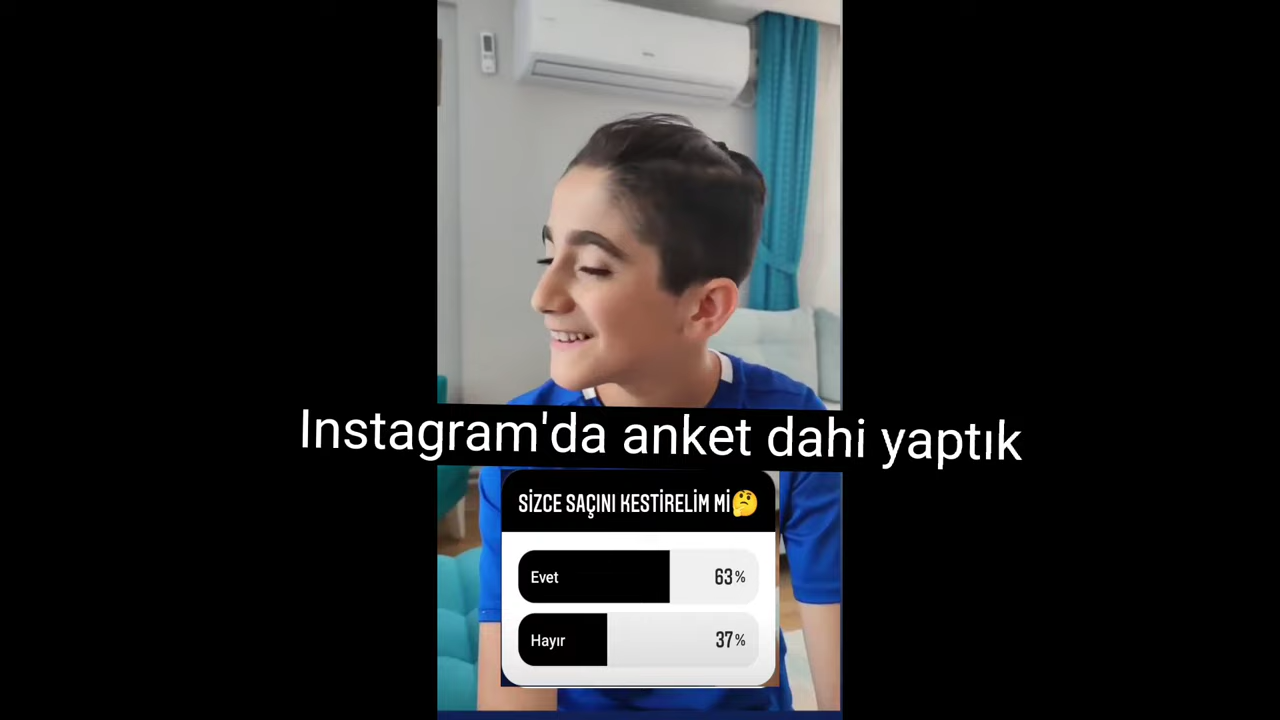 Instagram'da anket dahi yaptık
SİZCE SAÇINI KESTİRELİM Mİ🤔
Evet 63%
Hayır 37%